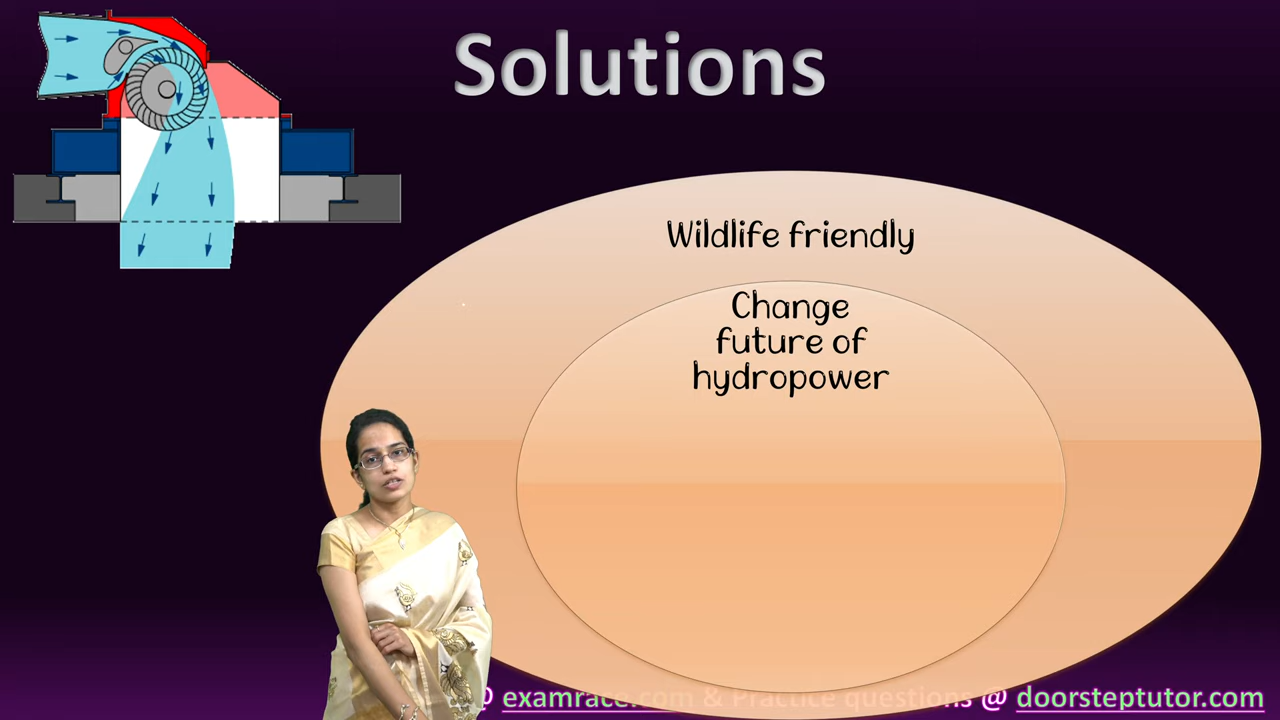 Solutions
Wildlife friendly
Change
future of
hydropower
@ examrace.com & Practice questions @ doorsteptutor.com